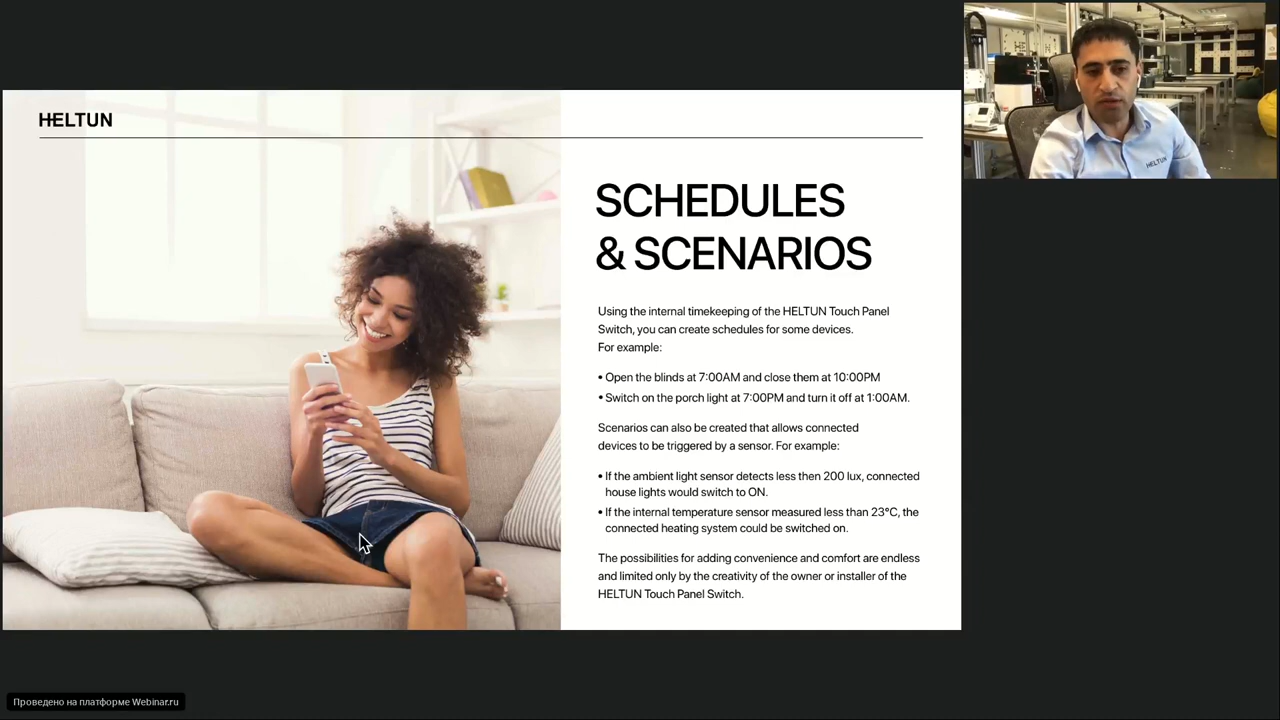 HELTUN
SCHEDULES
& SCENARIOS
Using the internal timekeeping of the HELTUN Touch Panel
Switch, you can create schedules for some devices.
For example:
• Open the blinds at 7:00AM and close them at 10:00PM
• Switch on the porch light at 7:00PM and turn it off at 1:00AM.
Scenarios can also be created that allows connected
devices to be triggered by a sensor. For example:
• If the ambient light sensor detects less then 200 lux, connected
house lights would switch to ON.
• If the internal temperature sensor measured less than 23°C, the
connected heating system could be switched on.
The possibilities for adding convenience and comfort are endless
and limited only by the creativity of the owner or installer of the
HELTUN Touch Panel Switch.
HELTUN
Проведено на платформе Webinar.ru